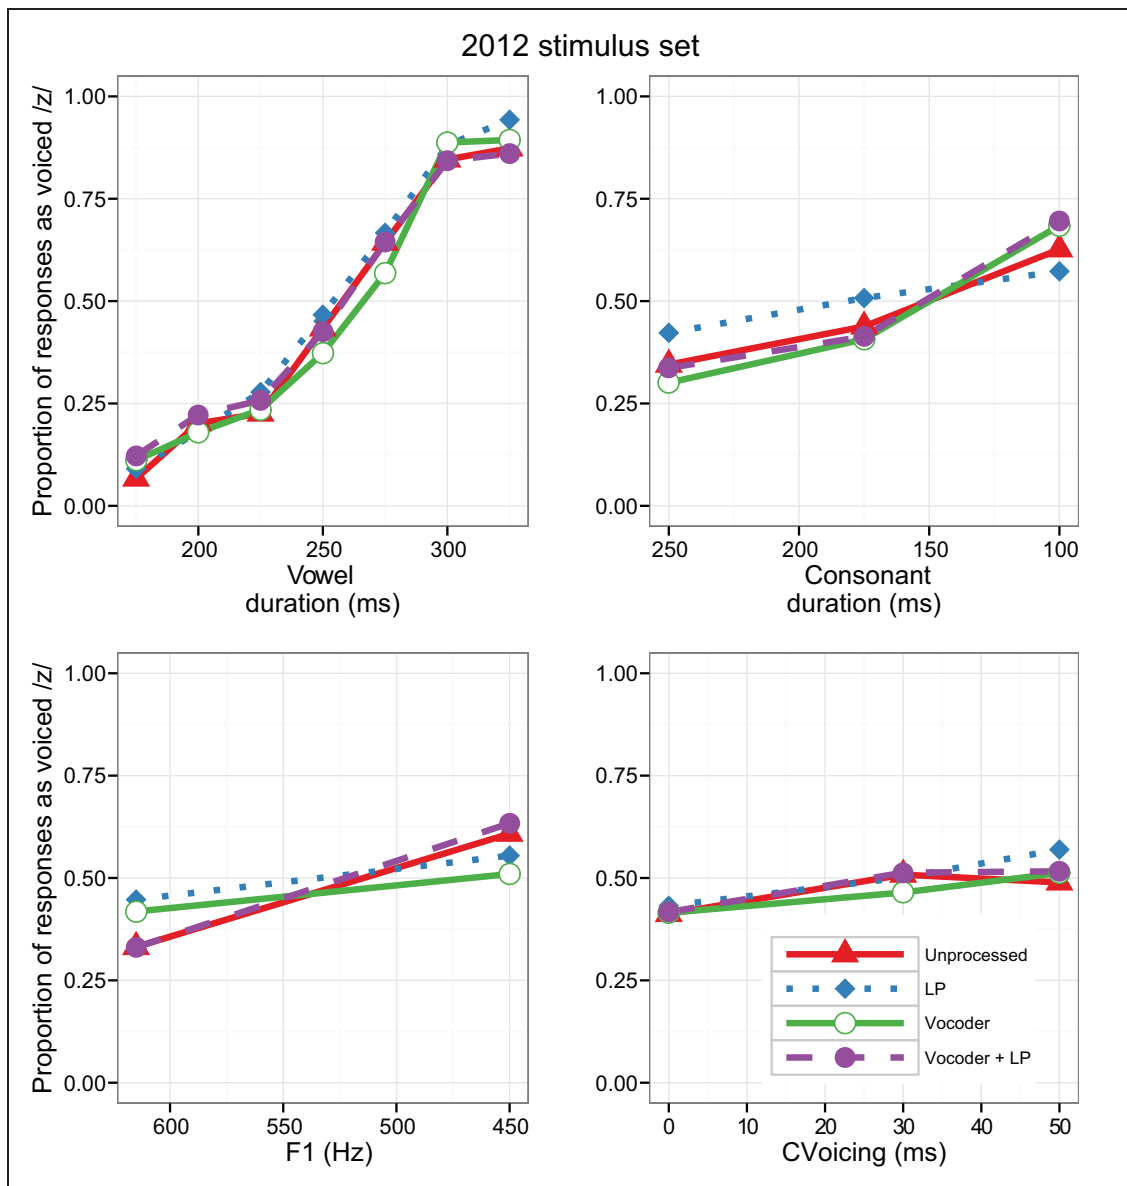 2012 stimulus set
Proportion of responses as voiced /z/
1.00
0.75
0.50
0.25
0.00
200
250
300
Vowel
duration (ms)
1.00
0.75
0.50
0.25
0.00
250
200
150
100
Consonant
duration (ms)
Proportion of responses as voiced /z/
1.00
0.75
0.50
0.25
0.00
600
550
500
450
F1 (Hz)
1.00
0.75
0.50
0.25
0.00
0
10
20
30
40
50
CVoicing (ms)
Unprocessed
LP
Vocoder
Vocoder + LP